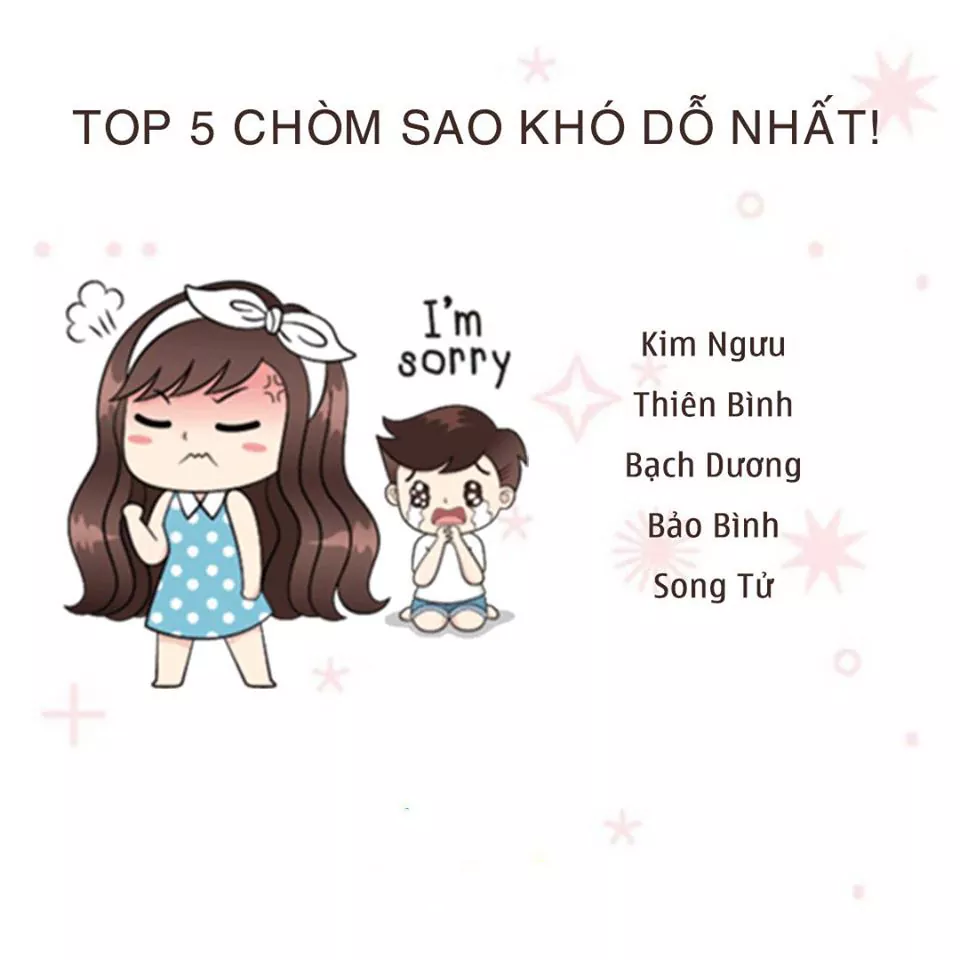 TOP 5 CHÒM SAO KHÓ DỖ NHẤT!
I'm
sorry
Kim Ngưu
Thiên Bình
Bạch Dương
Bảo Bình
Song Tử